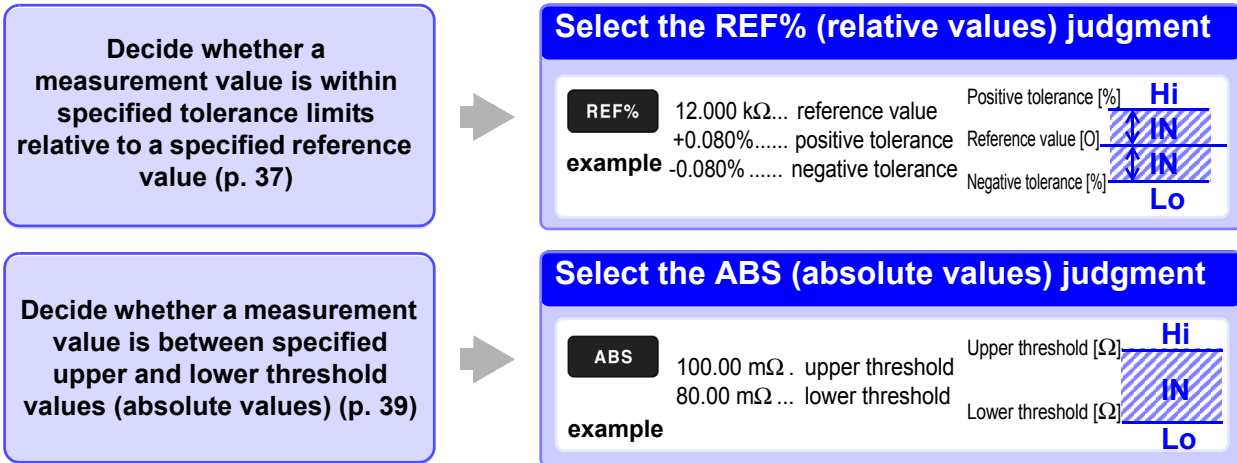 Decide whether a
measurement value is within
specified tolerance limits
relative to a specified reference
value (p. 37)
Select the REF% (relative values) judgment
REF%
example
12.000 kΩ... reference value
+0.080%...... positive tolerance
-0.080% ...... negative tolerance
Positive tolerance [%]
Reference value [O]
Negative tolerance [%]
Hi
IN
IN
Lo
Decide whether a measurement
value is between specified
upper and lower threshold
values (absolute values) (p. 39)
Select the ABS (absolute values) judgment
ABS
example
100.00 mΩ . upper threshold
80.00 mΩ ... lower threshold
Upper threshold [Ω]
Lower threshold [Ω]
Hi
IN
Lo